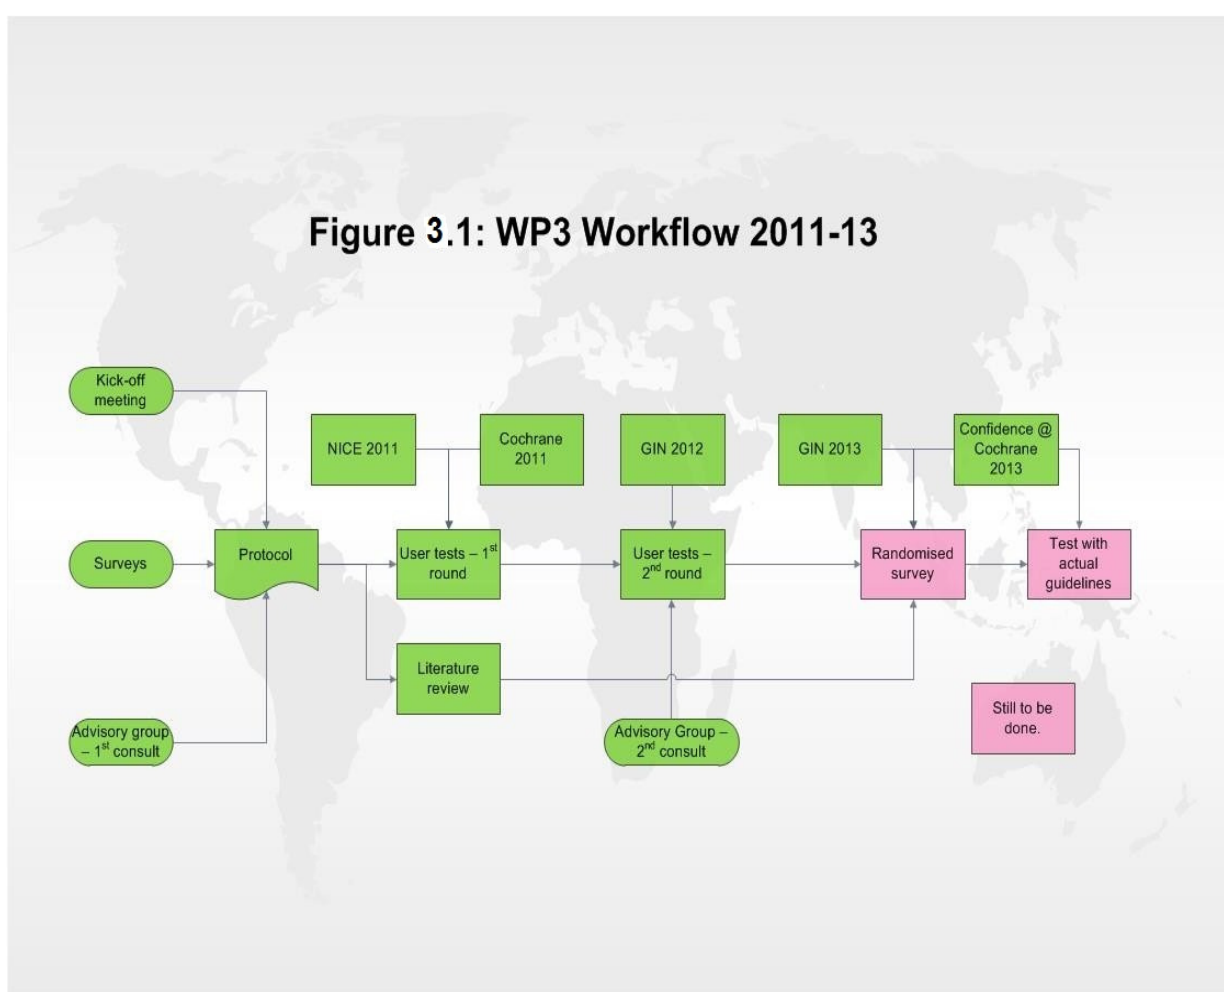 Figure 3.1: WP3 Workflow 2011-13
Kick-off
meeting
NICE 2011
Cochrane
2011
GIN 2012
GIN 2013
Confidence @
Cochrane
2013
Surveys
Protocol
User tests – 1st
round
User tests –
2nd round
Randomised
survey
Test with
actual
guidelines
Literature
review
Advisory group
– 1st consult
Advisory Group –
2nd consult
Still to be
done.